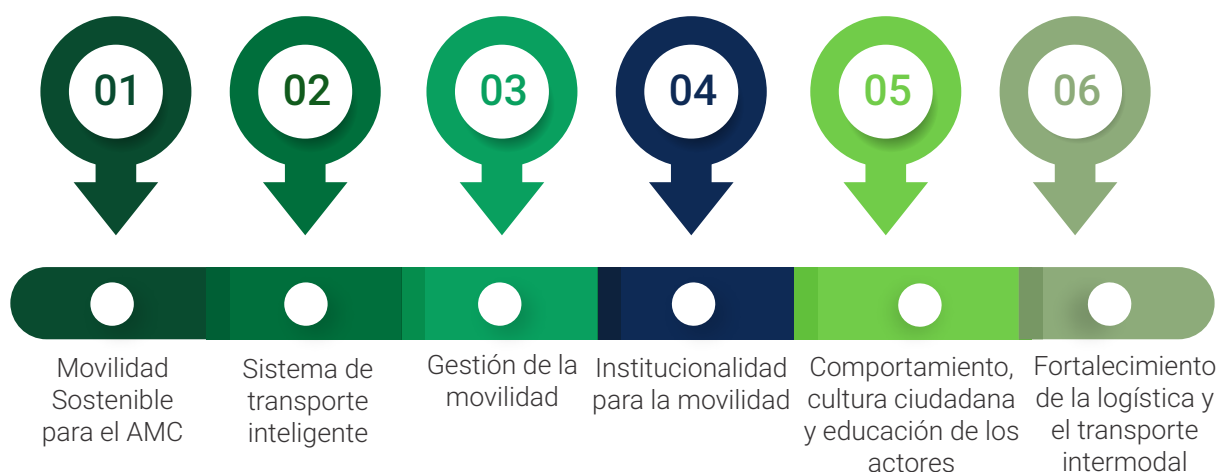 01
02
03
04
05
06
Movilidad
Sostenible
para el AMC
Sistema de
transporte
inteligente
Gestión de la
movilidad
Institucionalidad
para la movilidad
Comportamiento,
cultura ciudadana
y educación de los
actores
Fortalecimiento
de la logística y
el transporte
intermodal